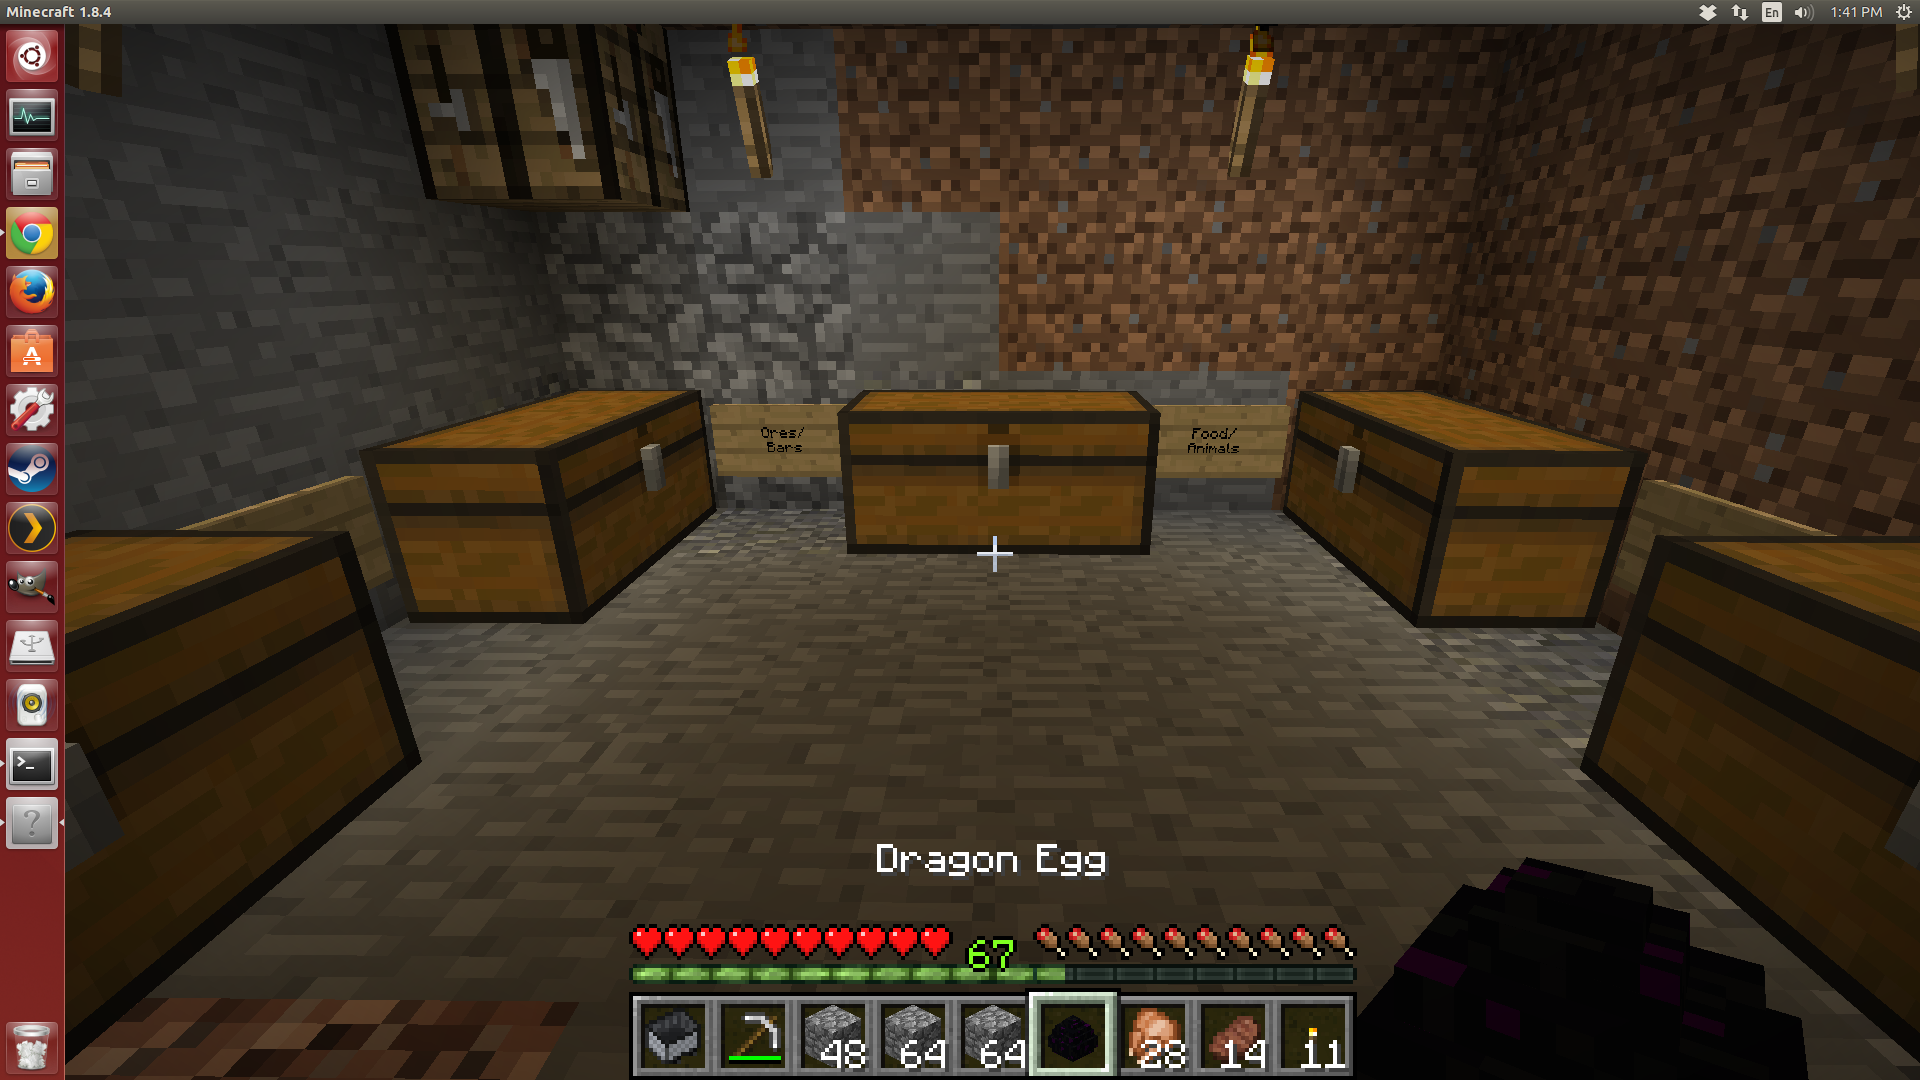 Minecraft 1.8.4
En
1:41 PM
Ores/
Bars
Food/
Animals
Dragon Egg
67
48
64
64
28
14
11